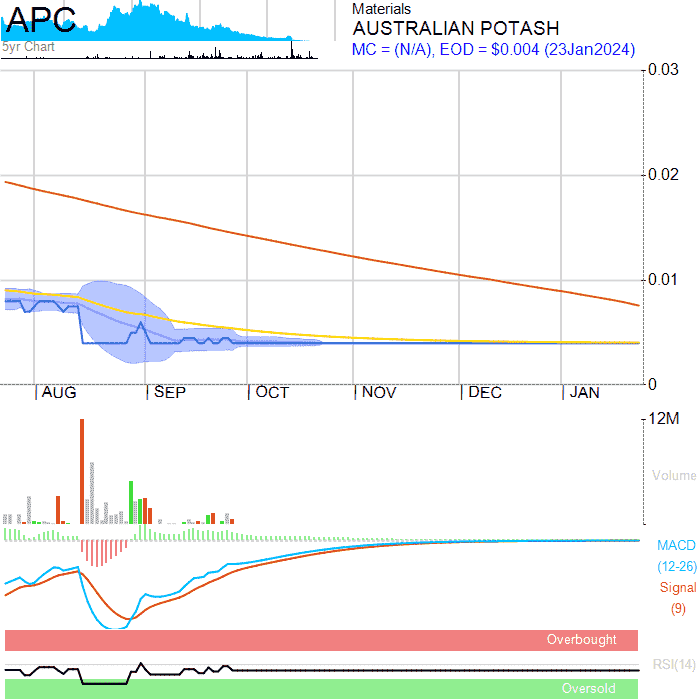 APC
5yr Chart
Materials
AUSTRALIAN POTASH
MC = (N/A), EOD = $0.004 (23Jan2024)
0.03
0.02
0.01
0
AUG SEP OCT NOV DEC JAN
12M
Volume
MACD
(12-26)
Signal
(9)
Overbought
RSI(14)
Oversold